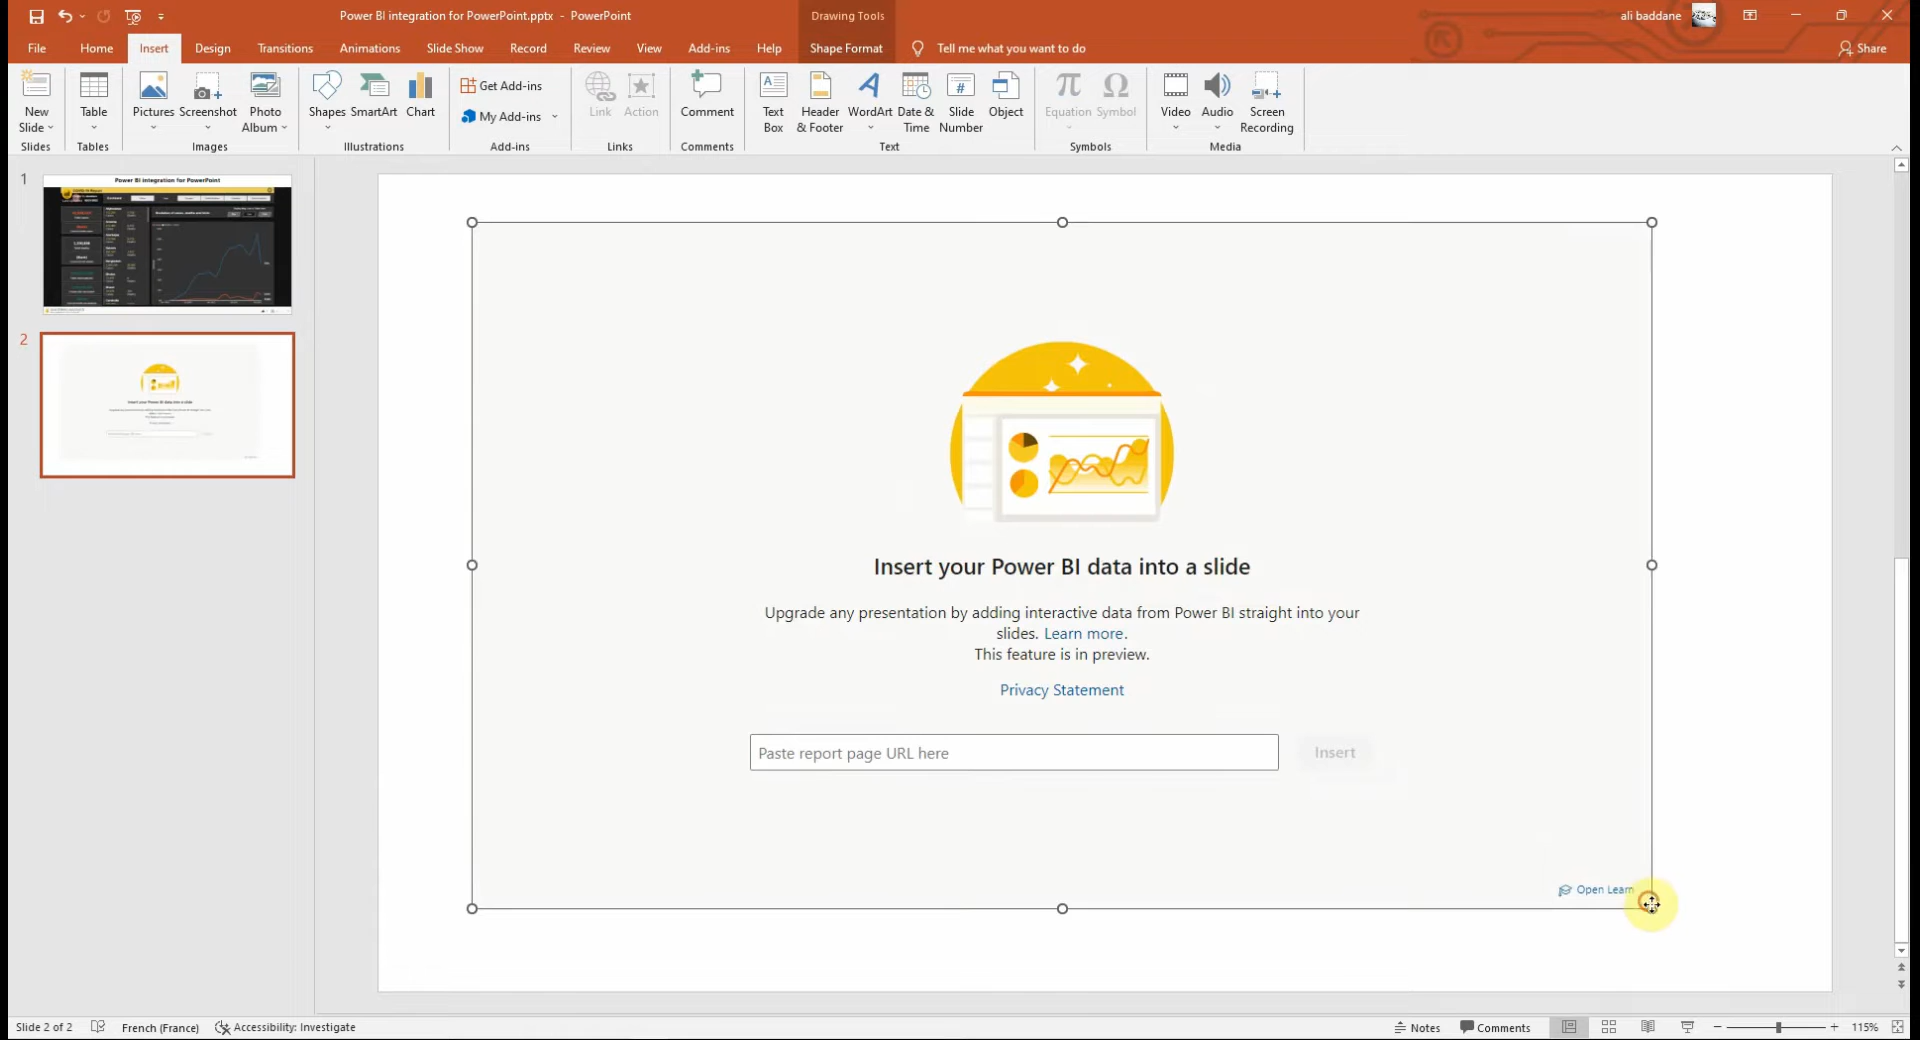 Power BI integration for PowerPoint.pptx - PowerPoint
Drawing Tools
ali baddane
File Home Insert Design Transitions Animations Slide Show Record Review View Add-ins Help Shape Format Tell me what you want to do Share
New Slide
Table
Pictures
Screenshot
Photo Album
Shapes
SmartArt
Chart
Get Add-ins
My Add-ins
Link
Action
Comment
Text Box
Header & Footer
WordArt
Date & Time
Slide Number
Object
Equation
Symbol
Video
Audio
Screen Recording
Slides Tables Images Illustrations Add-ins Links Comments Text Symbols Media
1
Power BI integration for PowerPoint
2
Insert your Power BI data into a slide
Upgrade any presentation by adding interactive data from Power BI straight into your
slides. Learn more.
This feature is in preview.
Privacy Statement
Paste report page URL here
Insert
Open Learn
Slide 2 of 2 French (France) Accessibility: Investigate Notes Comments 115%